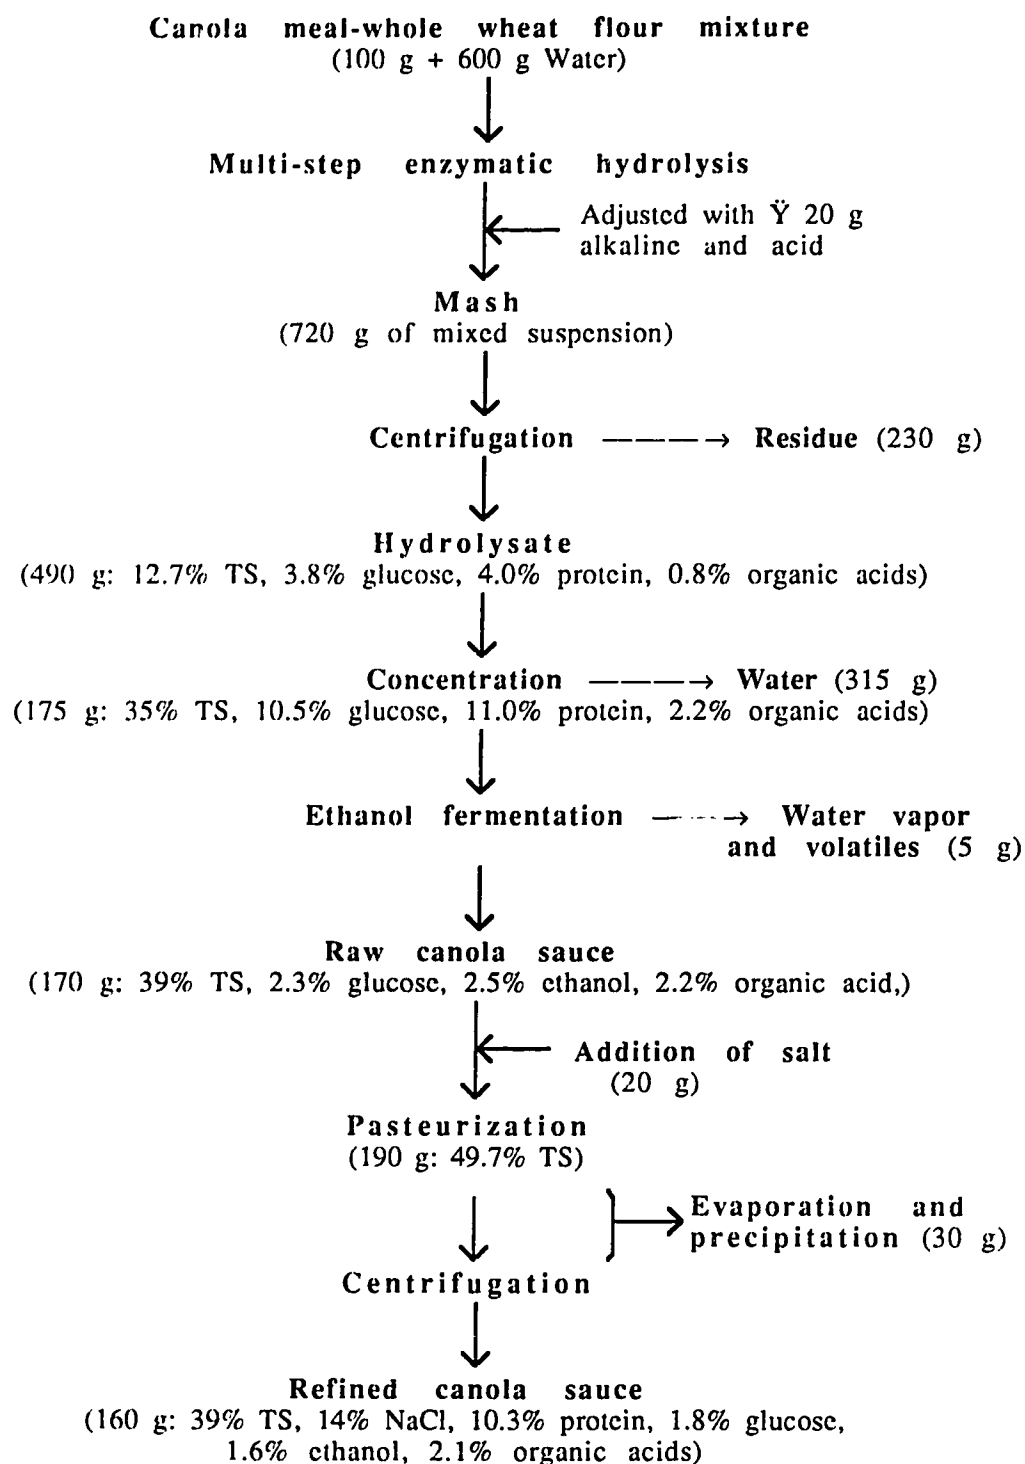 Canola meal-whole wheat flour mixture
(100 g + 600 g Water)
Multi-step enzymatic hydrolysis
Adjusted with Ÿ 20 g
alkaline and acid
Mash
(720 g of mixed suspension)
Centrifugation Residue (230 g)
Hydrolysate
(490 g: 12.7% TS, 3.8% glucose, 4.0% protein, 0.8% organic acids)
Concentration Water (315 g)
(175 g: 35% TS, 10.5% glucose, 11.0% protein, 2.2% organic acids)
Ethanol fermentation Water vapor
and volatiles (5 g)
Raw canola sauce
(170 g: 39% TS, 2.3% glucose, 2.5% ethanol, 2.2% organic acid,)
Addition of salt
(20 g)
Pasteurization
(190 g: 49.7% TS)
Evaporation and
precipitation (30 g)
Centrifugation
Refined canola sauce
(160 g: 39% TS, 14% NaCl, 10.3% protein, 1.8% glucose,
1.6% ethanol, 2.1% organic acids)